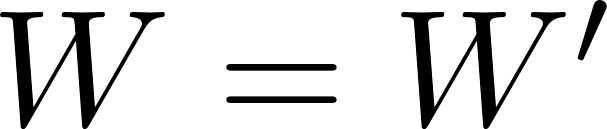 W = W′